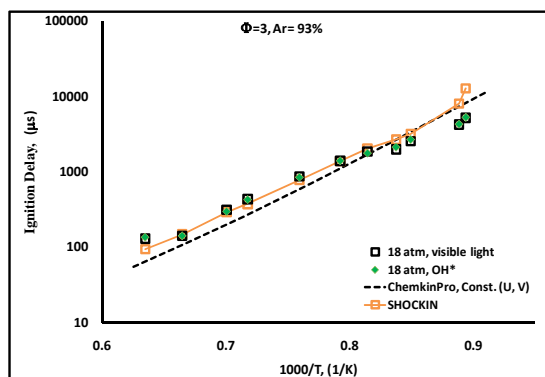 Φ=3, Ar= 93%
100000
10000
1000
100
10
Ignition Delay, (µs)
18 atm, visible light
18 atm, OH*
ChemkinPro, Const. (U, V)
SHOCKIN
0.6 0.7 0.8 0.9
1000/T, (1/K)